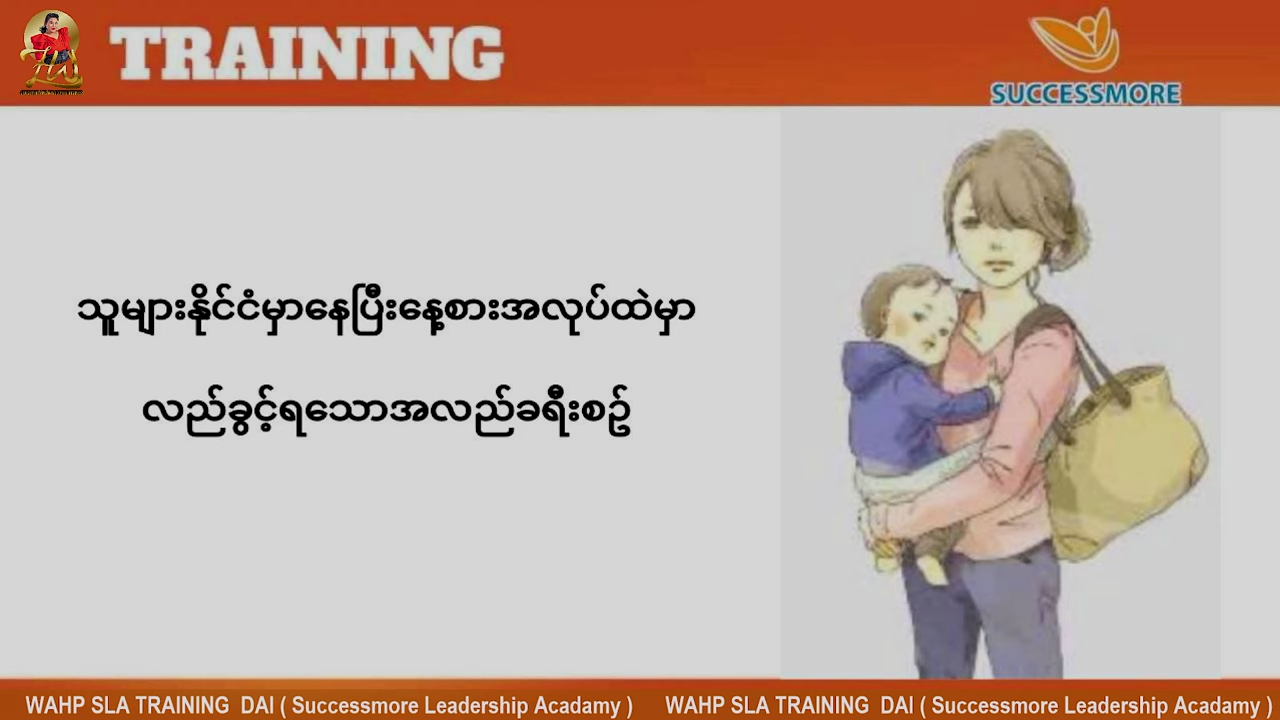 TRAINING
SUCCESSMORE
သူများနိုင်ငံမှာနေပြီးနေ့စားအလုပ်ထဲမှာ
လည်ခွင့်ရသောအလည်ခရီးစဥ်
WAHP SLA TRAINING DAI ( Successmore Leadership Acadamy ) WAHP SLA TRAINING DAI ( Successmore Leadership Acadamy )